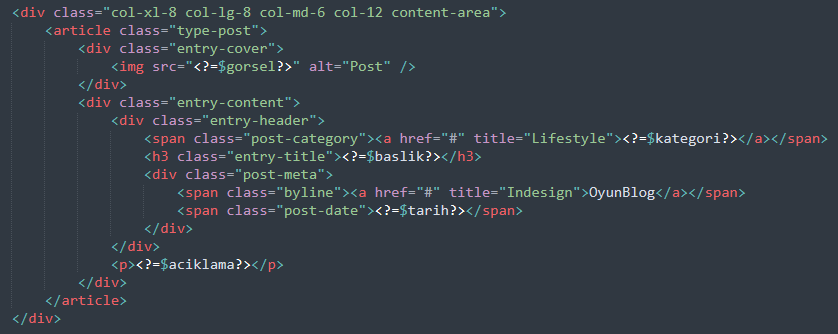 <div class="col-xl-8 col-lg-8 col-md-6 col-12 content-area">
<article class="type-post">
<div class="entry-cover">
<img src="<?=$gorsel?>" alt="Post" />
</div>
<div class="entry-content">
<div class="entry-header">
<span class="post-category"><a href="#" title="Lifestyle"><?=$kategori?></a></span>
<h3 class="entry-title"><?=$baslik?></h3>
<div class="post-meta">
<span class="byline"><a href="#" title="Indesign">OyunBlog</a></span>
<span class="post-date"><?=$tarih?></span>
</div>
</div>
<p><?=$aciklama?></p>
</div>
</article>
</div>